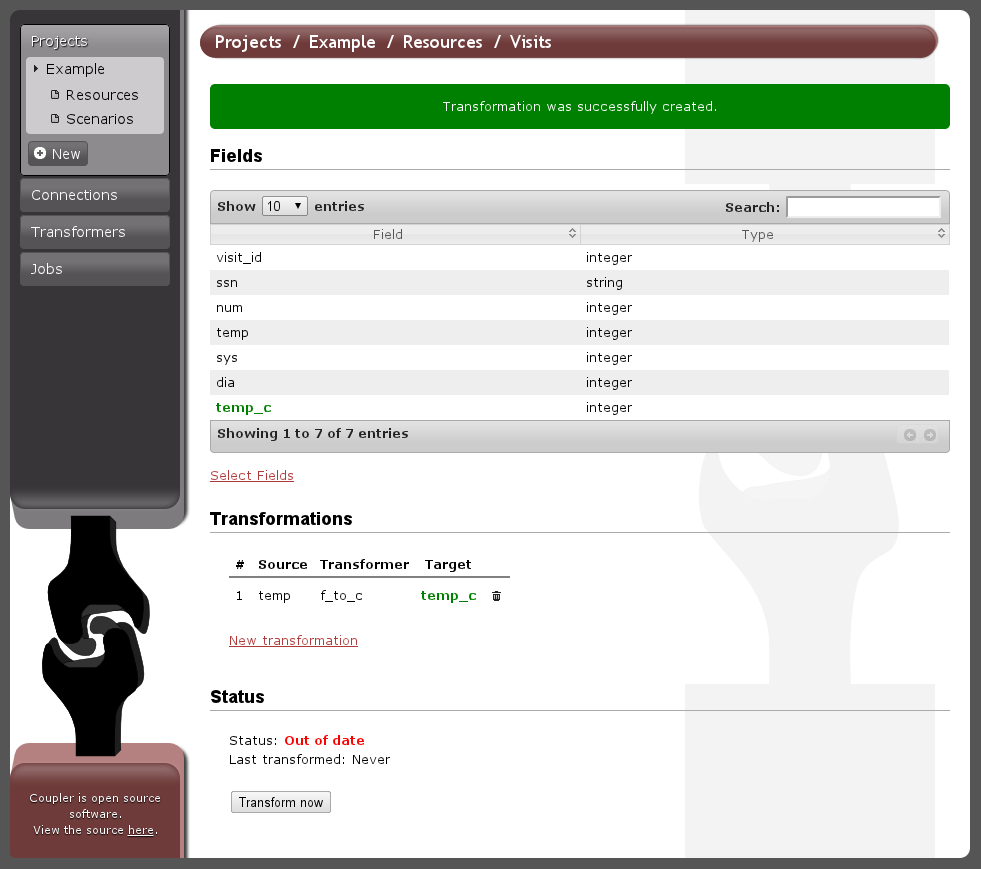 Projects
Example
Resources
Scenarios
New
Connections
Transformers
Jobs
Coupler is open source
software.
View the source here.
Projects / Example / Resources / Visits
Transformation was successfully created.
Fields
Show 10 entries Search:
Field Type
visit_id integer
ssn string
num integer
temp integer
sys integer
dia integer
temp_c integer
Showing 1 to 7 of 7 entries
Select Fields
Transformations
# Source Transformer Target
1 temp f_to_c temp_c
New transformation
Status
Status: Out of date
Last transformed: Never
Transform now